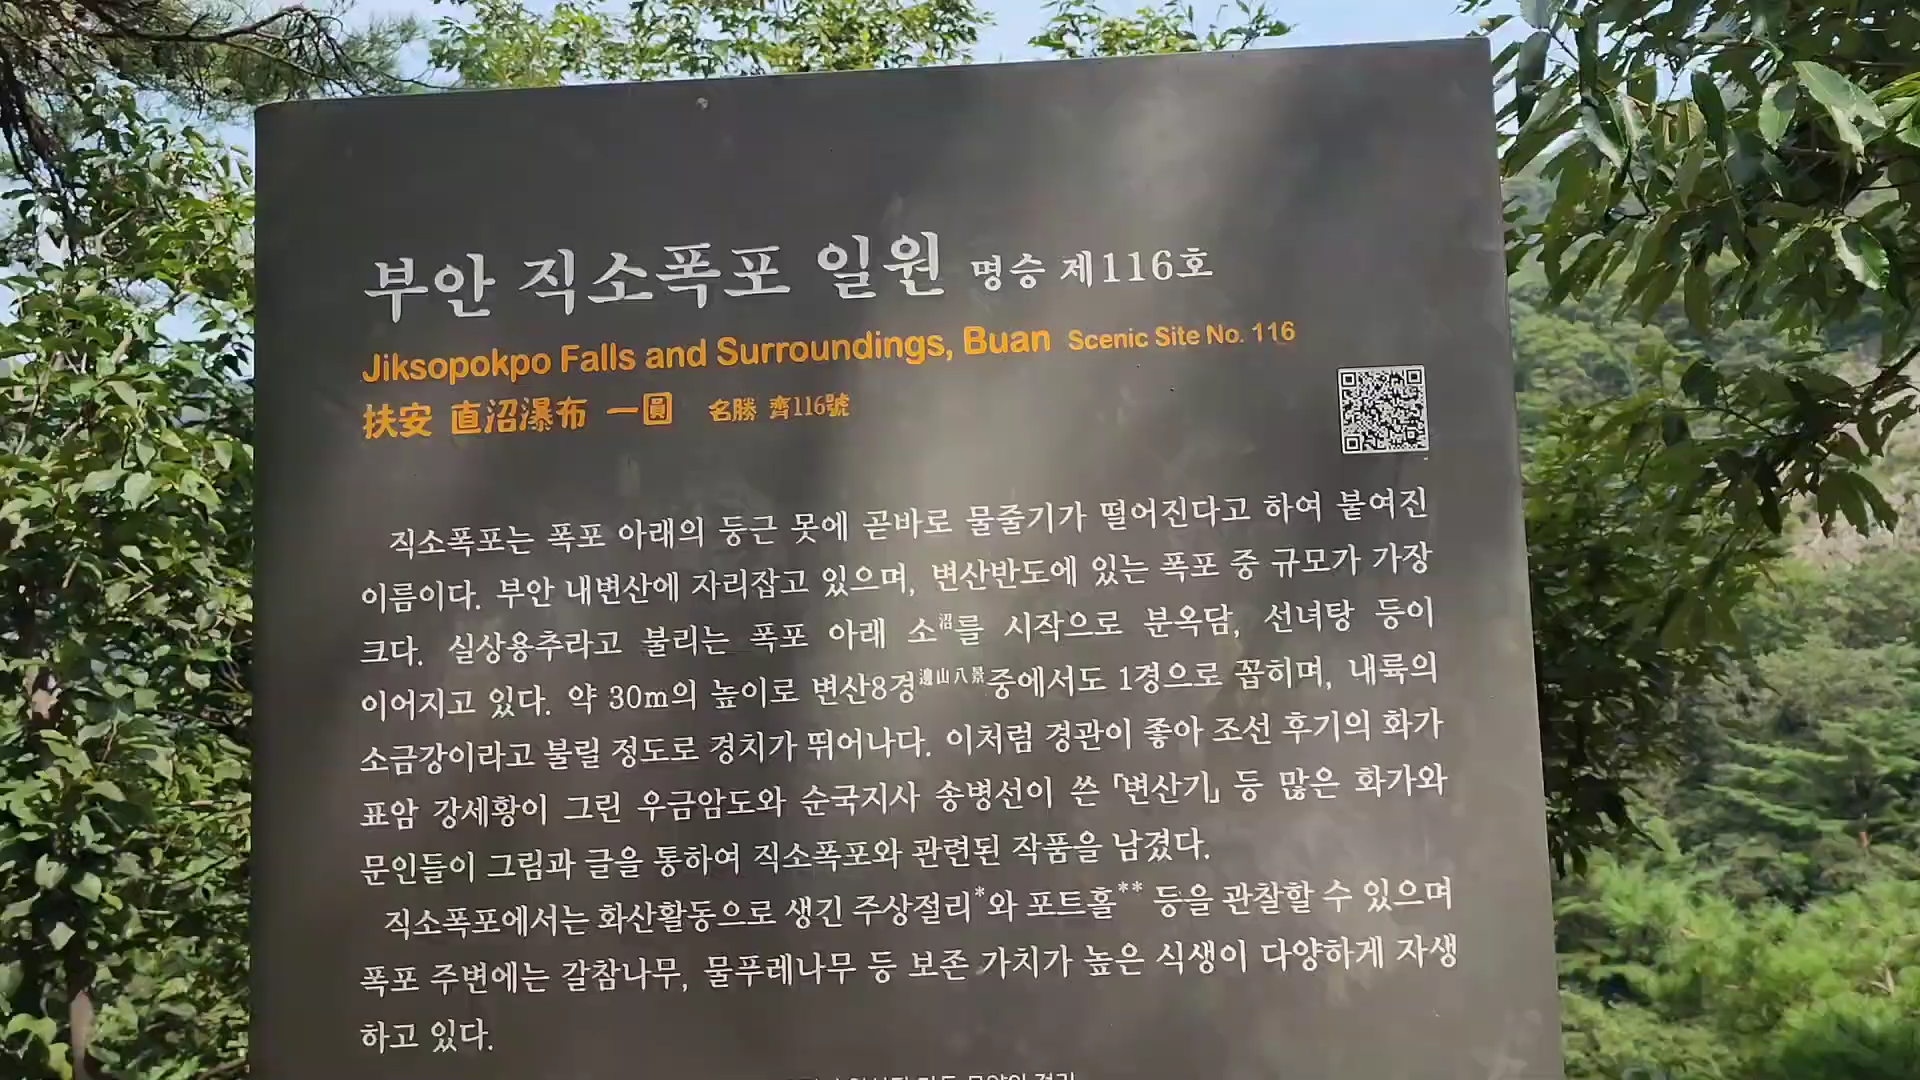 부안 직소폭포 일원 명승 제116호
Jiksopokpo Falls and Surroundings, Buan Scenic Site No. 116
扶安 直沼瀑布 一圓 名勝 齊116號
직소폭포는 폭포 아래의 둥근 못에 곧바로 물줄기가 떨어진다고 하여 붙여진
이름이다. 부안 내변산에 자리잡고 있으며, 변산반도에 있는 폭포 중 규모가 가장
크다. 실상용추라고 불리는 폭포 아래 소沼를 시작으로 분옥담, 선녀탕 등이
이어지고 있다. 약 30m의 높이로 변산8경邊山八景중에서도 1경으로 꼽히며, 내륙의
소금강이라고 불릴 정도로 경치가 뛰어나다. 이처럼 경관이 좋아 조선 후기의 화가
표암 강세황이 그린 우금암도와 순국지사 송병선이 쓴 「변산기」 등 많은 화가와
문인들이 그림과 글을 통하여 직소폭포와 관련된 작품을 남겼다.
직소폭포에서는 화산활동으로 생긴 주상절리*와 포트홀** 등을 관찰할 수 있으며
폭포 주변에는 갈참나무, 물푸레나무 등 보존 가치가 높은 식생이 다양하게 자생
하고 있다.